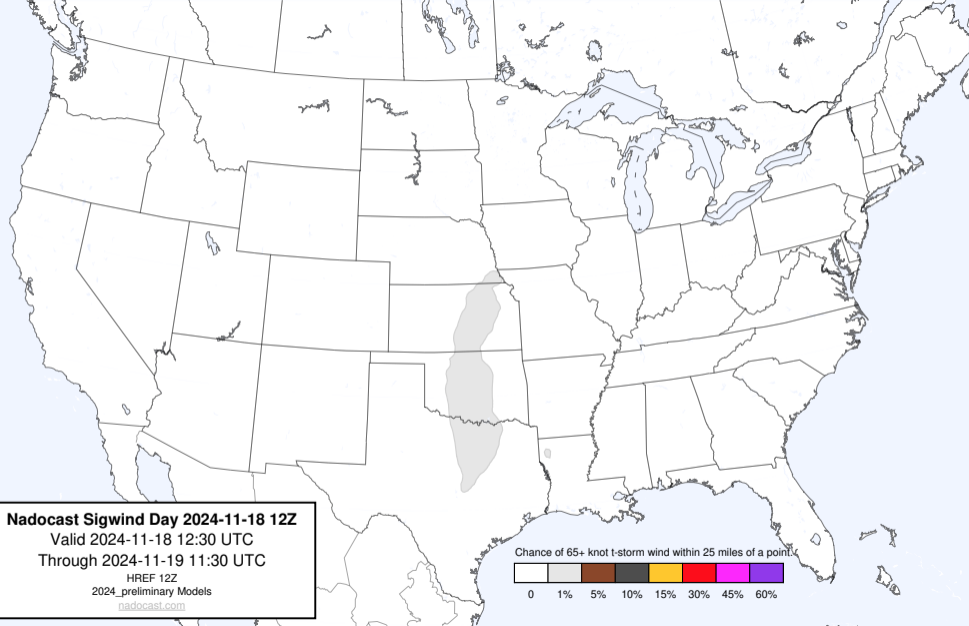 Nadocast Sigwind Day 2024-11-18 12Z
Valid 2024-11-18 12:30 UTC
Through 2024-11-19 11:30 UTC
HREF 12Z
2024_preliminary Models
nadocast.com
Chance of 65+ knot t-storm wind within 25 miles of a point.
0 1% 5% 10% 15% 30% 45% 60%